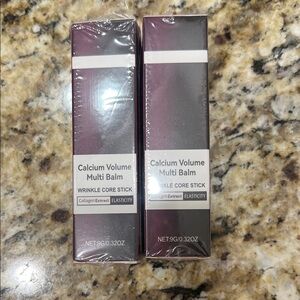 Calcium Volume
Multi Balm
WRINKLE CORE STICK
Collagen Extract ELASTICITY
NET:9G/0.32OZ
Calcium Volume
Multi Balm
WRINKLE CORE STICK
Collagen Extract ELASTICITY
NET:9G/0.32OZ